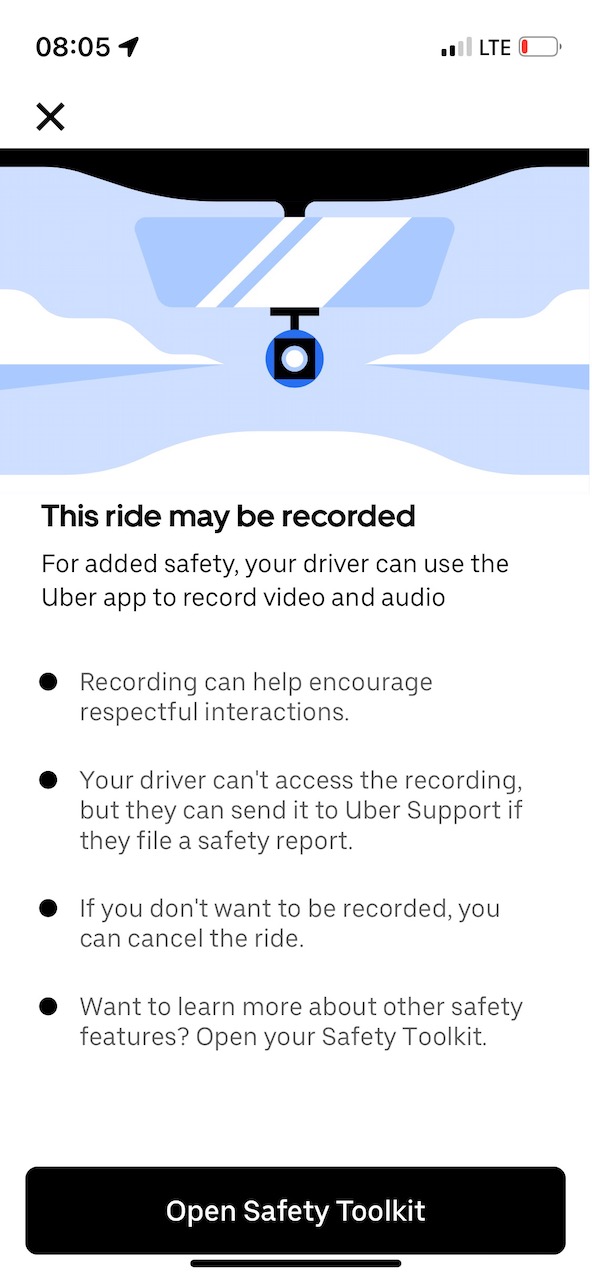 08:05 LTE
This ride may be recorded
For added safety, your driver can use the
Uber app to record video and audio
Recording can help encourage
respectful interactions.
Your driver can't access the recording,
but they can send it to Uber Support if
they file a safety report.
If you don't want to be recorded, you
can cancel the ride.
Want to learn more about other safety
features? Open your Safety Toolkit.
Open Safety Toolkit